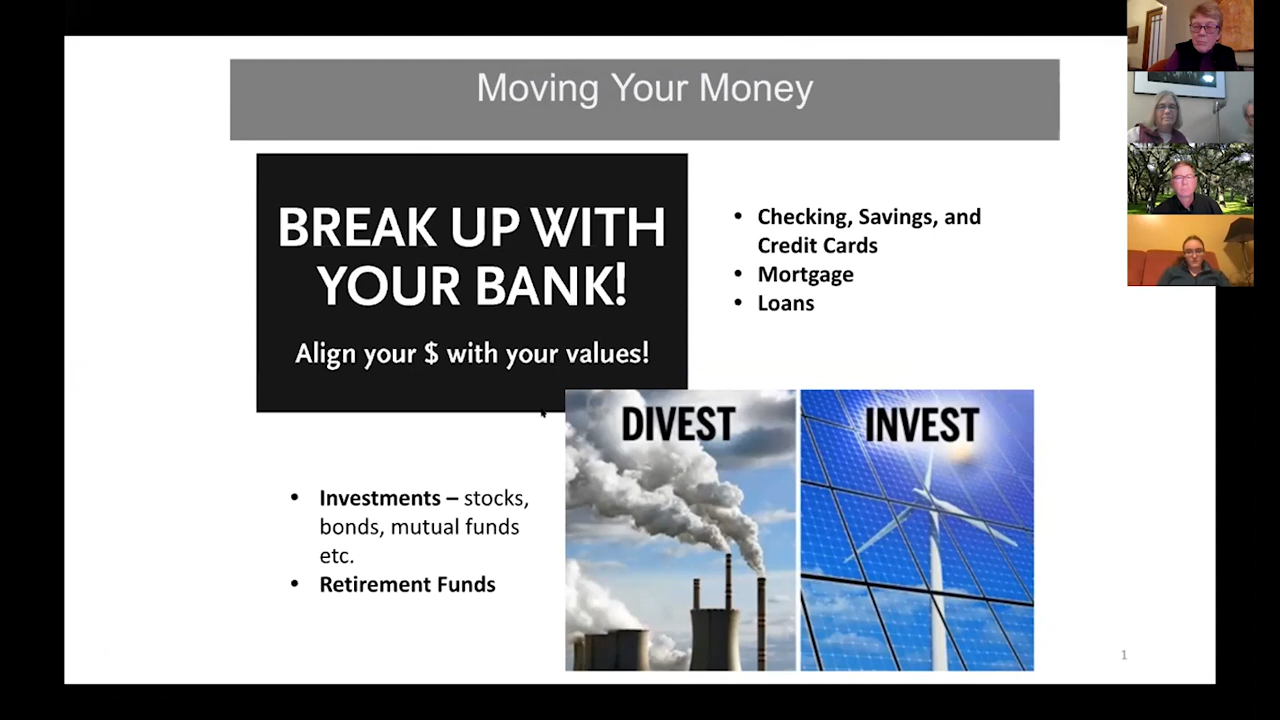 Moving Your Money
BREAK UP WITH
YOUR BANK!
Align your $ with your values!
• Checking, Savings, and
Credit Cards
• Mortgage
• Loans
DIVEST
INVEST
• Investments – stocks,
bonds, mutual funds
etc.
• Retirement Funds
1